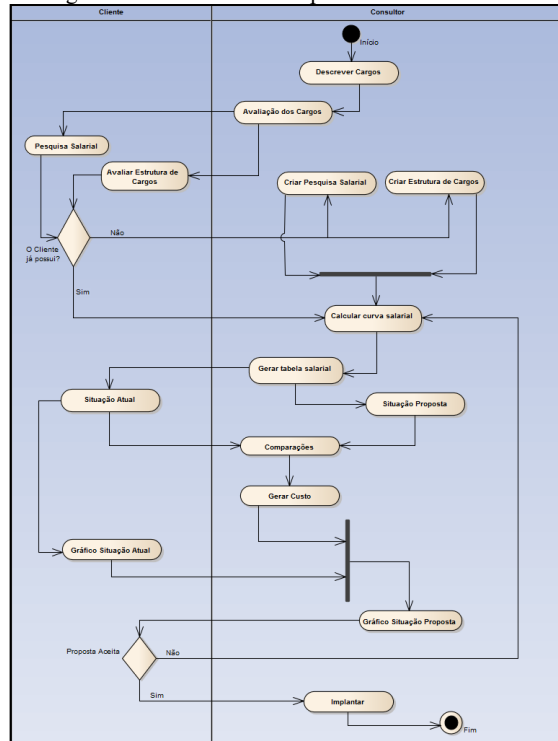 Cliente
Consultor
Início
Descrever Cargos
Avaliação dos Cargos
Pesquisa Salarial
Avaliar Estrutura de
Cargos
Criar Pesquisa Salarial
Criar Estrutura de Cargos
O Cliente
já possui?
Não
Sim
Calcular curva salarial
Gerar tabela salarial
Situação Atual
Situação Proposta
Comparações
Gerar Custo
Gráfico Situação Atual
Gráfico Situação Proposta
Proposta Aceita
Não
Sim
Implantar
Fim